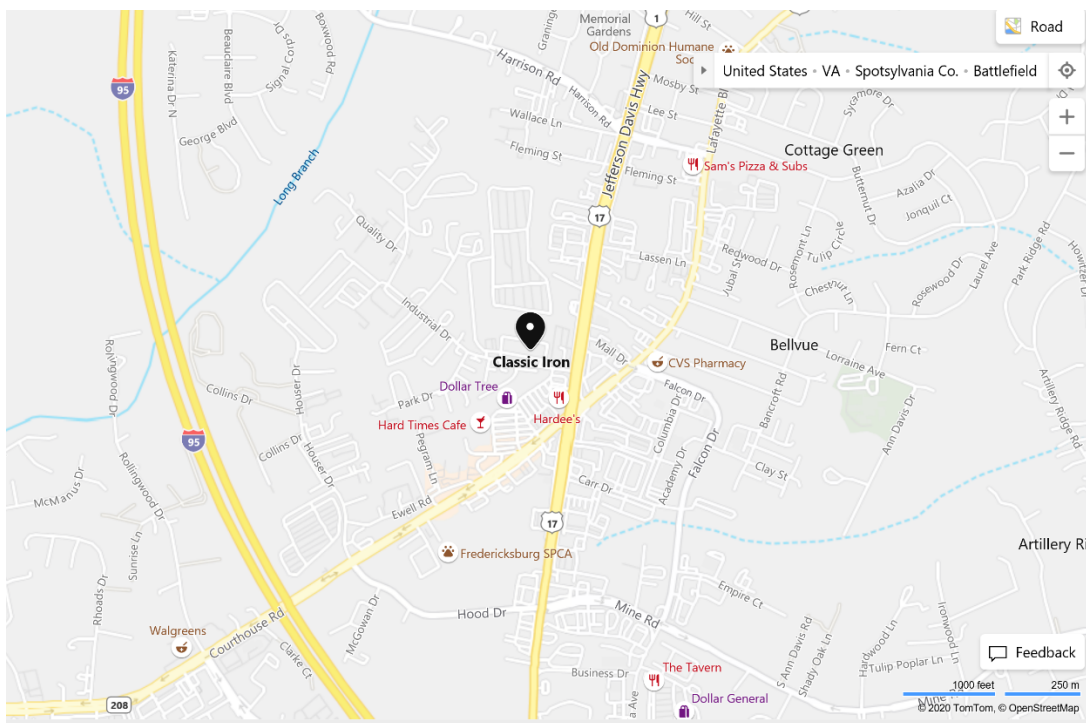 Memorial
Gardens
1
Hill St
Road
Old Dominion Humane
Soc
United States • VA • Spotsylvania Co. • Battlefield
Katerina Dr N
Beaudaire Blvd
Signal Corps Dr
Boxwood Rd
Harrison Rd
Harrison Rd
Mosby St
Lafayette Bl
95
Lee St
Sycamore Dr
Wallace Ln
George Blvd
Cottage Green
Long Branch
Fleming St
Fleming St
Sam's Pizza & Subs
Jefferson Davis Hwy
Azalia Dr
Butternut Dr
Jonquil Ct
17
Quality Dr
Lassen Ln
Redwood Dr
Jubal St
Rosemont Ln
Tulip Circle
Chestnut Ln
Rosewood Dr
Laurel Ave
Park Ridge Rd
Howitzer Dr
Industrial Dr
Classic Iron
Mall Dr
CVS Pharmacy
Bellvue
Lorraine Ave
Fern Ct
Rollingwood Dr
Collins Dr
Houser Dr
Park Dr
Dollar Tree
Hard Times Cafe
Hardee's
Falcon Dr
Bancroft Rd
Ann Davis Dr
Artillery Ridge Rd
95
Collins Dr
Houser Dr
Pegram Ln
Columbia Dr
Academy Dr
Falcon Dr
Clay St
McManus Dr
Rollingwood Dr
Ewell Rd
Carr Dr
17
Sunrise Ln
Fredericksburg SPCA
Artillery Ri
Rhoads Dr
Empire Ct
Walgreens
Courthouse Rd
McGowan Dr
Hood Dr
Mine Rd
S Ann Davis Rd
Shady Oak Ln
Hardwood Ln
Ironwood Ln
Tulip Poplar Ln
Clarke Ct
Business Dr
The Tavern
Feedback
208
Dollar General
a Ave
Mine
1000 feet
250 m
© 2020 TomTom, © OpenStreetMap